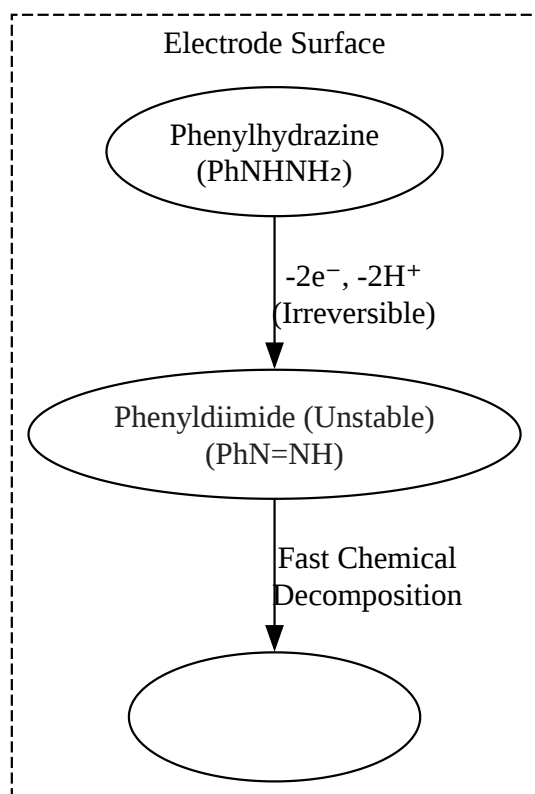 Electrode Surface
Phenylhydrazine
(PhNHNH₂)
-2e⁻, -2H⁺
(Irreversible)
Phenyldiimide (Unstable)
(PhN=NH)
Fast Chemical
Decomposition